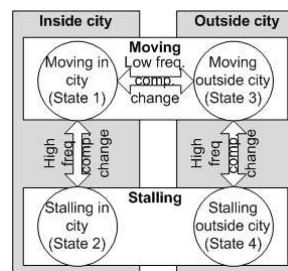 Inside city
Outside city
Moving
Moving in
city
(State 1)
Low freq.
comp.
change
Moving
outside city
(State 3)
High
freq.
comp.
change
High
freq.
comp.
change
Stalling
Stalling in
city
(State 2)
Stalling
outside city
(State 4)